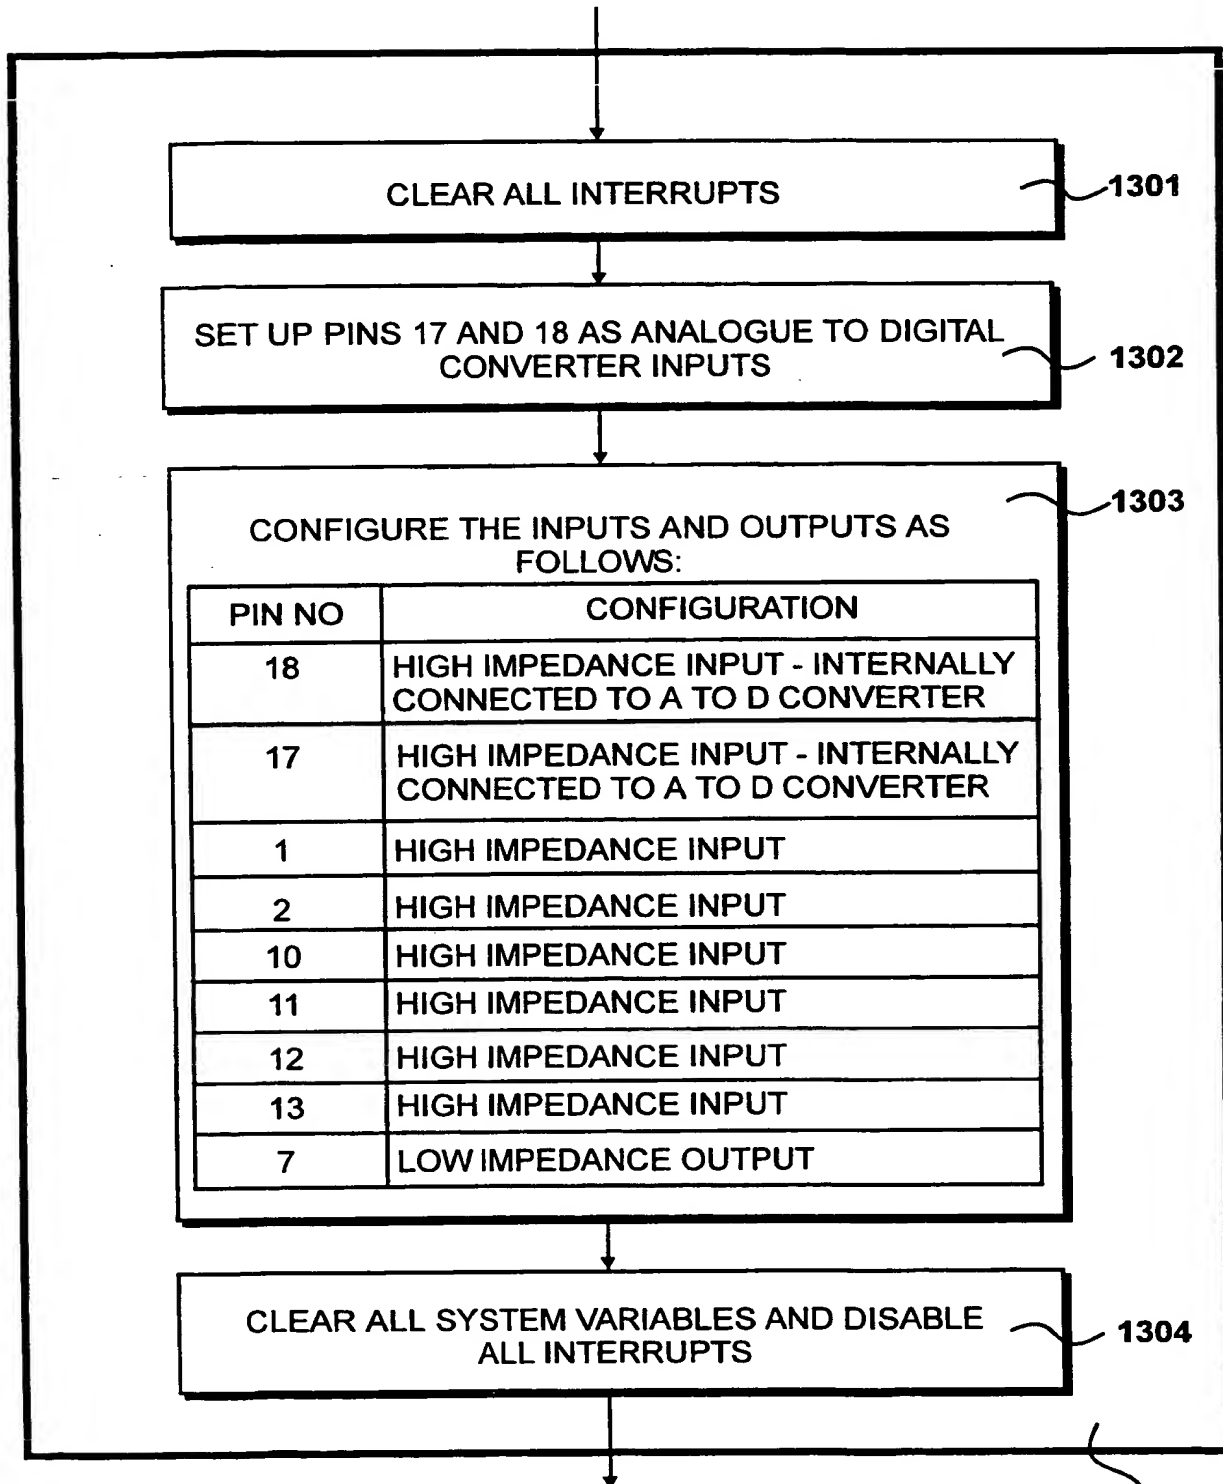 CLEAR ALL INTERRUPTS
1301
SET UP PINS 17 AND 18 AS ANALOGUE TO DIGITAL
CONVERTER INPUTS
1302
1303
CONFIGURE THE INPUTS AND OUTPUTS AS
FOLLOWS:
PIN NO CONFIGURATION
18 HIGH IMPEDANCE INPUT - INTERNALLY
CONNECTED TO A TO D CONVERTER
17 HIGH IMPEDANCE INPUT - INTERNALLY
CONNECTED TO A TO D CONVERTER
1 HIGH IMPEDANCE INPUT
2 HIGH IMPEDANCE INPUT
10 HIGH IMPEDANCE INPUT
11 HIGH IMPEDANCE INPUT
12 HIGH IMPEDANCE INPUT
13 HIGH IMPEDANCE INPUT
7 LOW IMPEDANCE OUTPUT
CLEAR ALL SYSTEM VARIABLES AND DISABLE
ALL INTERRUPTS
1304